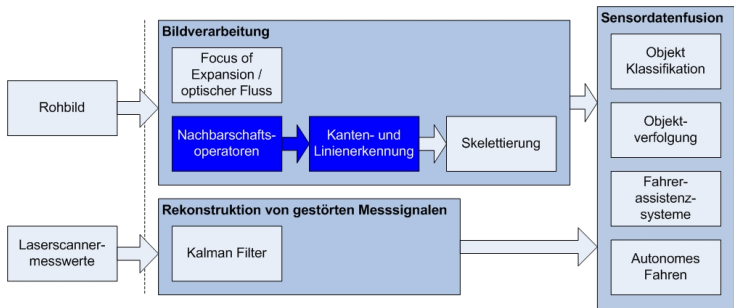 Rohbild
Laserscanner-
messwerte
Bildverarbeitung
Focus of
Expansion /
optischer Fluss
Nachbarschafts-
operatoren
Kanten- und
Linienerkennung
Skelettierung
Rekonstruktion von gestörten Messsignalen
Kalman Filter
Sensordatenfusion
Objekt
Klassifikation
Objekt-
verfolgung
Fahrer-
assistenz-
systeme
Autonomes
Fahren